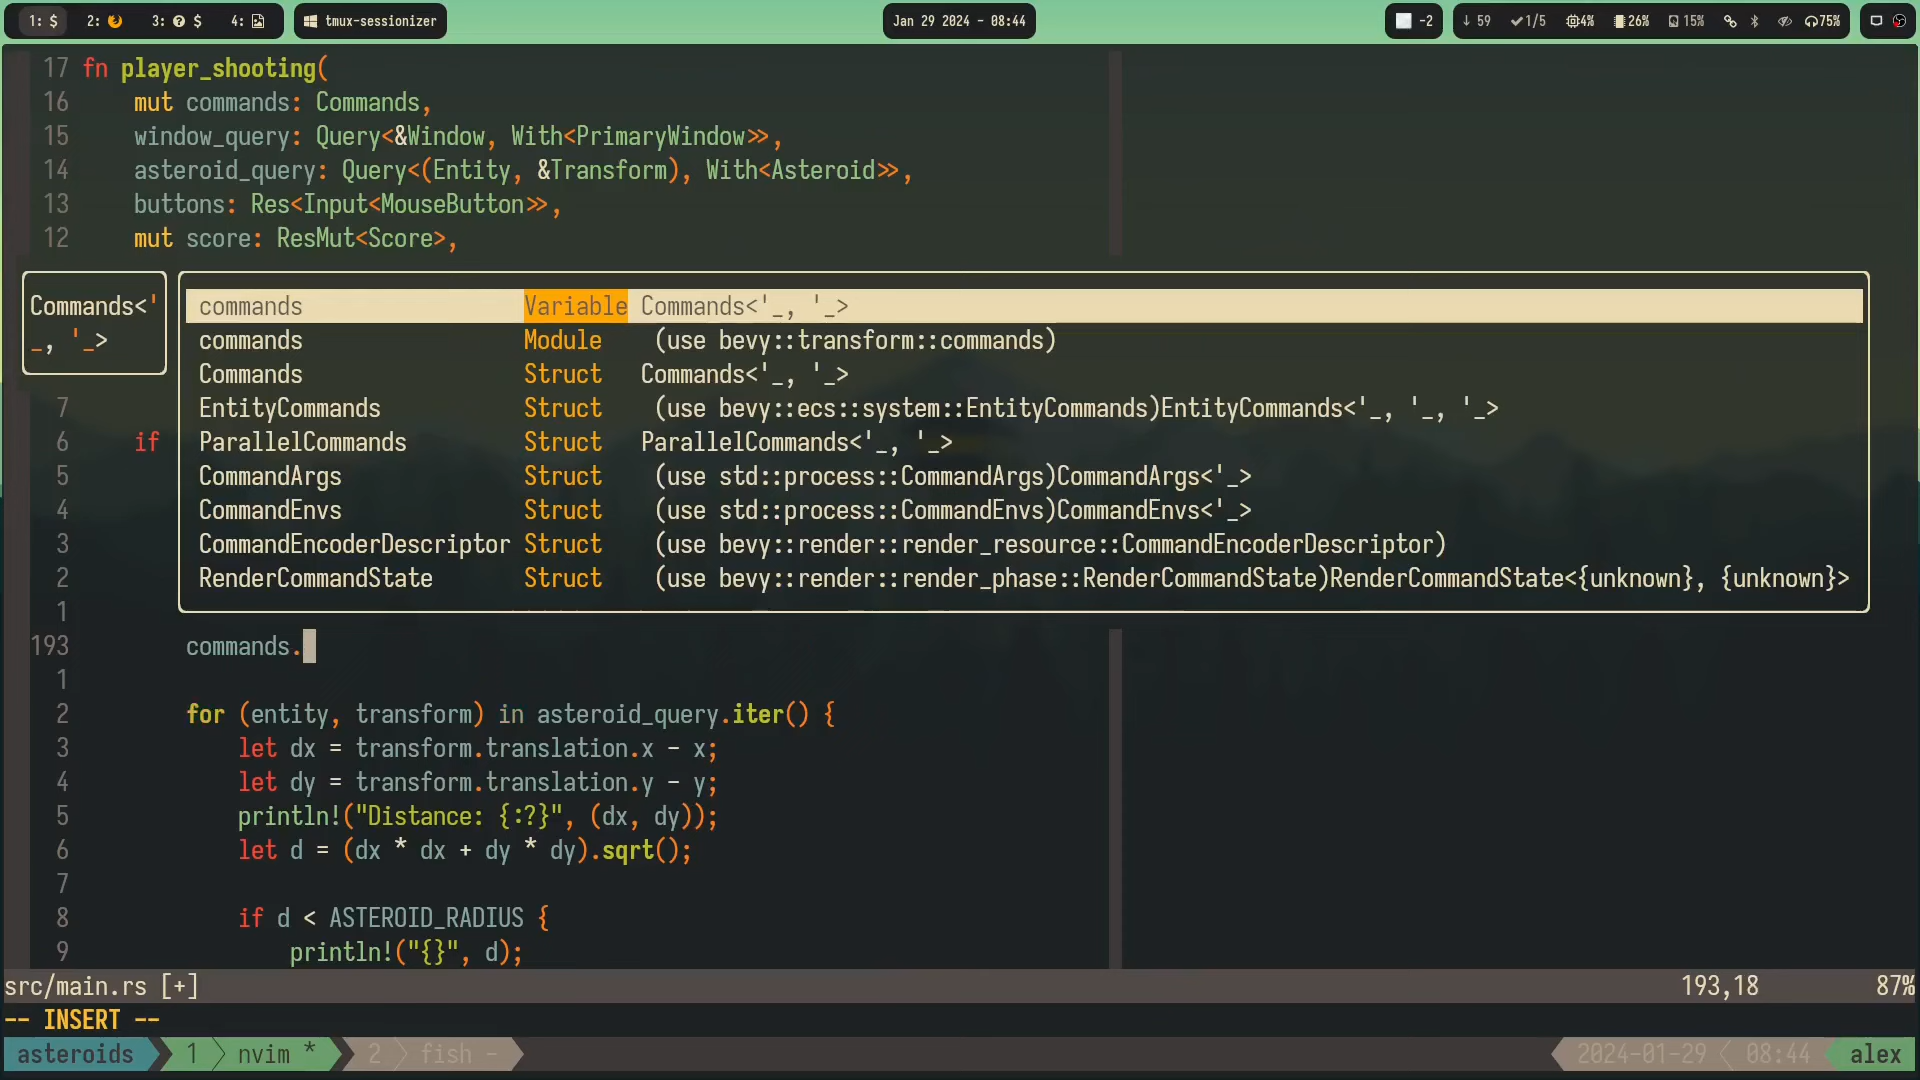 1: $ 2: 3: $ 4: tmux-sessionizer Jan 29 2024 - 08:44 -2 ↓ 59 ✓1/5 4% 26% 15% 75%
17 fn player_shooting(
16 mut commands: Commands,
15 window_query: Query<&Window, With<PrimaryWindow>>,
14 asteroid_query: Query<(Entity, &Transform), With<Asteroid>>,
13 buttons: Res<Input<MouseButton>>,
12 mut score: ResMut<Score>,
Commands<'
_, '_>
commands Variable Commands<'_, '_>
commands Module (use bevy::transform::commands)
Commands Struct Commands<'_, '_>
7 EntityCommands Struct (use bevy::ecs::system::EntityCommands)EntityCommands<'_, '_, '_>
6 if ParallelCommands Struct ParallelCommands<'_, '_>
5 CommandArgs Struct (use std::process::CommandArgs)CommandArgs<'_>
4 CommandEnvs Struct (use std::process::CommandEnvs)CommandEnvs<'_>
3 CommandEncoderDescriptor Struct (use bevy::render::render_resource::CommandEncoderDescriptor)
2 RenderCommandState Struct (use bevy::render::render_phase::RenderCommandState)RenderCommandState<{unknown}, {unknown}>
1
193 commands.
1
2 for (entity, transform) in asteroid_query.iter() {
3 let dx = transform.translation.x - x;
4 let dy = transform.translation.y - y;
5 println!("Distance: {:?}", (dx, dy));
6 let d = (dx * dx + dy * dy).sqrt();
7
8 if d < ASTEROID_RADIUS {
9 println!("{}", d);
src/main.rs [+] 193,18 87%
-- INSERT --
asteroids 1 nvim * 2 fish - 2024-01-29 08:44 alex